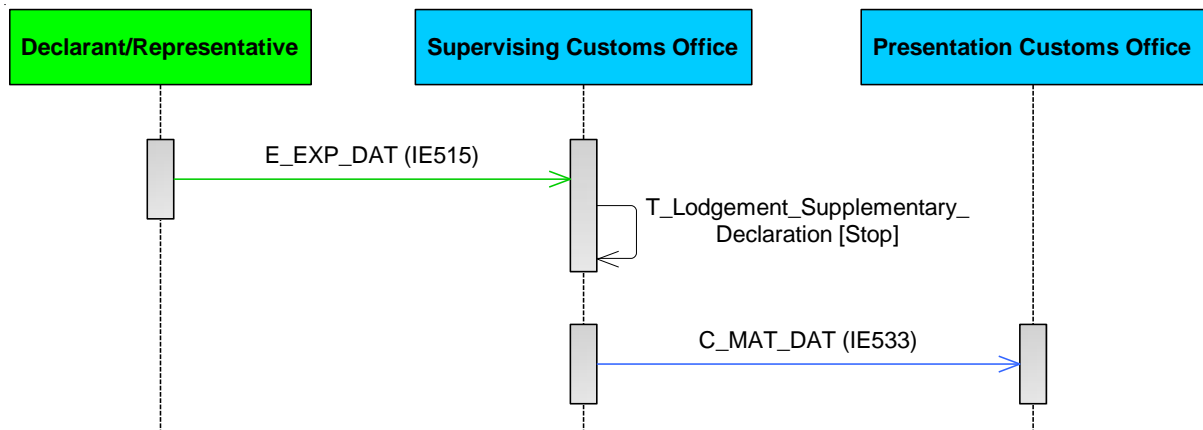 Declarant/Representative
Supervising Customs Office
Presentation Customs Office
E_EXP_DAT (IE515)
T_Lodgement_Supplementary_
Declaration [Stop]
C_MAT_DAT (IE533)